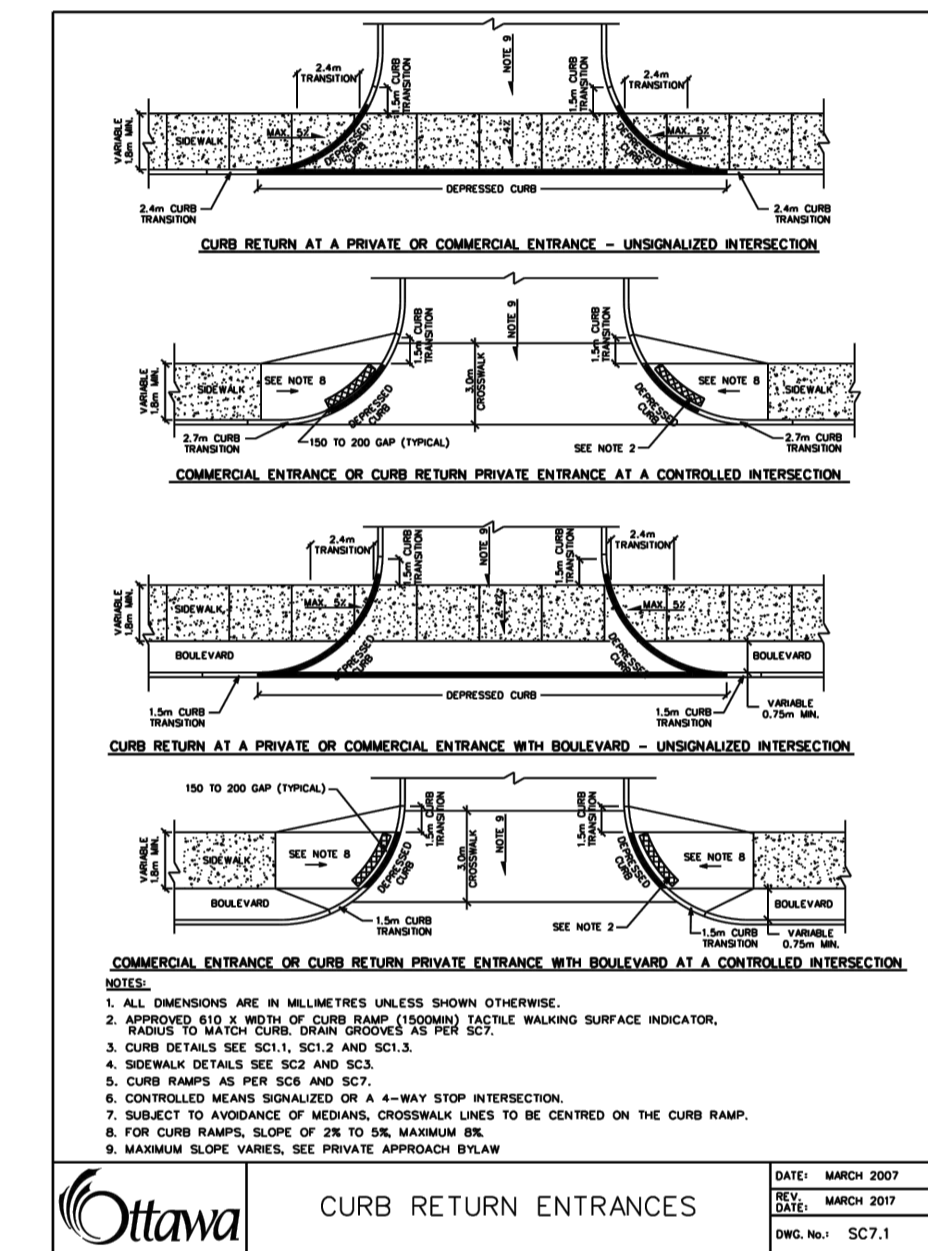 2.4m
TRANSITION
1.5m CURB
TRANSITION
NOTE 9
1.5m CURB
TRANSITION
2.4m
TRANSITION
VARIABLE
1.8m MIN.
SIDEWALK
MAX. 5%
DEPRESSED
CURB
2-4%
DEPRESSED
CURB
MAX. 5%
DEPRESSED CURB
2.4m CURB
TRANSITION
2.4m CURB
TRANSITION
CURB RETURN AT A PRIVATE OR COMMERCIAL ENTRANCE - UNSIGNALIZED INTERSECTION
1.5m CURB
TRANSITION
NOTE 9
1.5m CURB
TRANSITION
VARIABLE
1.8m MIN.
SIDEWALK
SEE NOTE 8
DEPRESSED
CURB
3.0m
CROSSWALK
DEPRESSED
CURB
SEE NOTE 8
SIDEWALK
2.7m CURB
TRANSITION
150 TO 200 GAP (TYPICAL)
SEE NOTE 2
2.7m CURB
TRANSITION
COMMERCIAL ENTRANCE OR CURB RETURN PRIVATE ENTRANCE AT A CONTROLLED INTERSECTION
2.4m
TRANSITION
1.5m CURB
TRANSITION
NOTE 9
1.5m CURB
TRANSITION
2.4m
TRANSITION
VARIABLE
1.8m MIN.
SIDEWALK
MAX. 5%
2-4%
MAX. 5%
BOULEVARD
DEPRESSED
CURB
DEPRESSED
CURB
BOULEVARD
DEPRESSED CURB
1.5m CURB
TRANSITION
1.5m CURB
TRANSITION
VARIABLE
0.75m MIN.
CURB RETURN AT A PRIVATE OR COMMERCIAL ENTRANCE WITH BOULEVARD - UNSIGNALIZED INTERSECTION
150 TO 200 GAP (TYPICAL)
1.5m CURB
TRANSITION
NOTE 9
1.5m CURB
TRANSITION
VARIABLE
1.8m MIN.
SIDEWALK
SEE NOTE 8
DEPRESSED
CURB
3.0m
CROSSWALK
DEPRESSED
CURB
SEE NOTE 8
BOULEVARD
BOULEVARD
1.5m CURB
TRANSITION
SEE NOTE 2
1.5m CURB
TRANSITION
VARIABLE
0.75m MIN.
COMMERCIAL ENTRANCE OR CURB RETURN PRIVATE ENTRANCE WITH BOULEVARD AT A CONTROLLED INTERSECTION
NOTES:
1. ALL DIMENSIONS ARE IN MILLIMETRES UNLESS SHOWN OTHERWISE.
2. APPROVED 610 X WIDTH OF CURB RAMP (1500MIN) TACTILE WALKING SURFACE INDICATOR,
RADIUS TO MATCH CURB. DRAIN GROOVES AS PER SC7.
3. CURB DETAILS SEE SC1.1, SC1.2 AND SC1.3.
4. SIDEWALK DETAILS SEE SC2 AND SC3.
5. CURB RAMPS AS PER SC6 AND SC7.
6. CONTROLLED MEANS SIGNALIZED OR A 4-WAY STOP INTERSECTION.
7. SUBJECT TO AVOIDANCE OF MEDIANS, CROSSWALK LINES TO BE CENTRED ON THE CURB RAMP.
8. FOR CURB RAMPS, SLOPE OF 2% TO 5%, MAXIMUM 8%
9. MAXIMUM SLOPE VARIES, SEE PRIVATE APPROACH BYLAW
Ottawa
CURB RETURN ENTRANCES
DATE: MARCH 2007
REV. DATE: MARCH 2017
DWG. No.: SC7.1